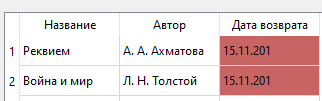 Название Автор Дата возврата
1 Реквием А. А. Ахматова 15.11.201
2 Война и мир Л. Н. Толстой 15.11.201